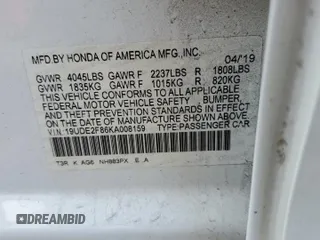 MFD.BY HONDA OF AMERICA MFG.,INC. 04/19
GVWR 4045LBS GAWR F 2237LBS R 1808LBS
GVWR 1835KG GAWR F 1015KG R 820KG
THIS VEHICLE CONFORMS TO ALL APPLICABLE
FEDERAL MOTOR VEHICLE SAFETY, BUMPER,
AND THEFT PREVENTION STANDARDS IN EFFECT
ON THE DATE OF MANUFACTURE SHOWN ABOVE.
V.I.N. 19UDE2F86KA008159 TYPE:PASSENGER CAR
T3R K AG6 NH883PX E A
DREAMBID